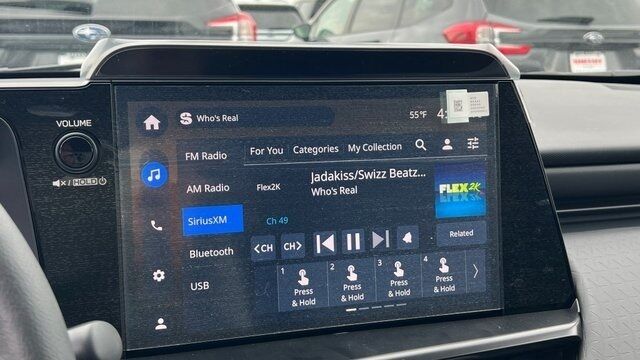 VOLUME
HOLD
Who's Real
55°F
FM Radio
AM Radio
SiriusXM
Bluetooth
USB
For You
Categories
My Collection
Flex2K
Jadakiss/Swizz Beatz...
Who's Real
FLEX2K
Ch 49
<CH
CH>
Related
1
Press
& Hold
2
Press
& Hold
3
Press
& Hold
4
Press
& Hold